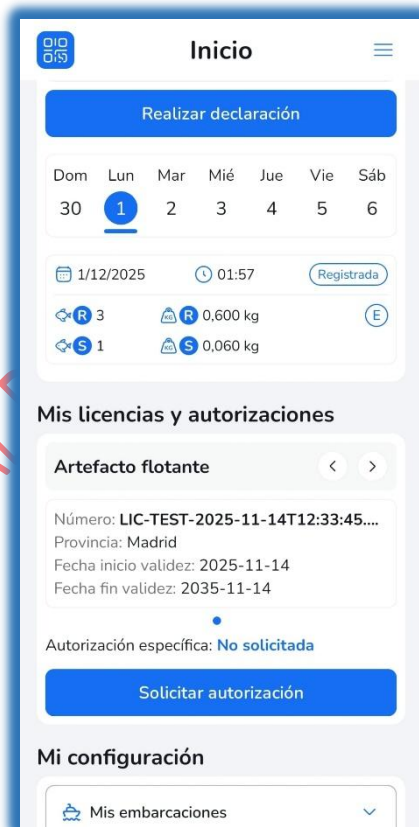 Inicio
Realizar declaración
Dom Lun Mar Mié Jue Vie Sáb
30 1 2 3 4 5 6
1/12/2025 01:57 Registrada
R 3 KG R 0,600 kg E
S 1 KG S 0,060 kg
Mis licencias y autorizaciones
Artefacto flotante
Número: LIC-TEST-2025-11-14T12:33:45....
Provincia: Madrid
Fecha inicio validez: 2025-11-14
Fecha fin validez: 2035-11-14
Autorización específica: No solicitada
Solicitar autorización
Mi configuración
Mis embarcaciones